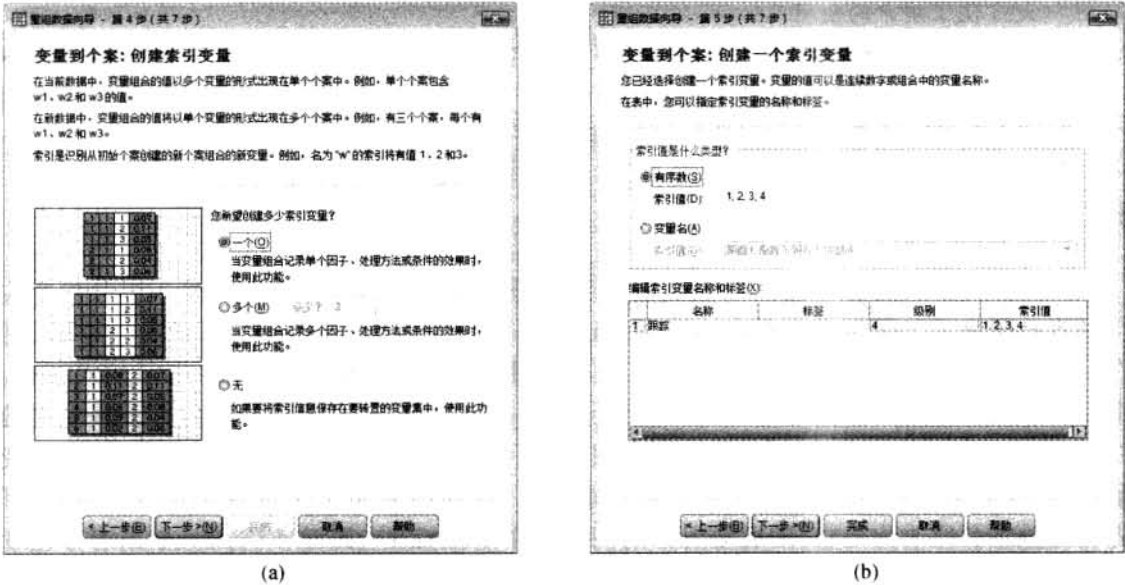 重组数据向导 - 第 4 步 (共 7 步)
变量到个案: 创建索引变量
在当前数据中，变量组合的值以多个变量的形式出现在单个个案中。例如，单个个案包含
w1、w2 和 w3 的值。
在新数据中，变量组合的值将以单个变量的形式出现在多个个案中。例如，有三个个案，每个有
w1、w2 和 w3。
索引是识别从初始个案创建的新个案组合的新变量。例如，名为 "w" 的索引将有值 1、2 和3。
您希望创建多少索引变量?
一个(O)
当变量组合记录单个因子、处理方法或条件的效果时，
使用此功能。
多个(M)
当变量组合记录多个因子、处理方法或条件的效果时，
使用此功能。
无
如果要将索引信息保存在要转置的变量集中，使用此功
能。
< 上一步(B) 下一步 >(N) 完成 取消 帮助
(a)
重组数据向导 - 第 5 步 (共 7 步)
变量到个案: 创建一个索引变量
您已经选择创建一个索引变量。变量的值可以是连续数字或组合中的变量名称。
在表中，您可以指定索引变量的名称和标签。
索引值是什么类型?
有序数(S)
索引值(D): 1, 2, 3, 4
变量名(A)
编辑索引变量名称和标签(X):
名称 标签 级别 索引值
1 跟踪 4 1, 2, 3, 4
< 上一步(B) 下一步 >(N) 完成 取消 帮助
(b)